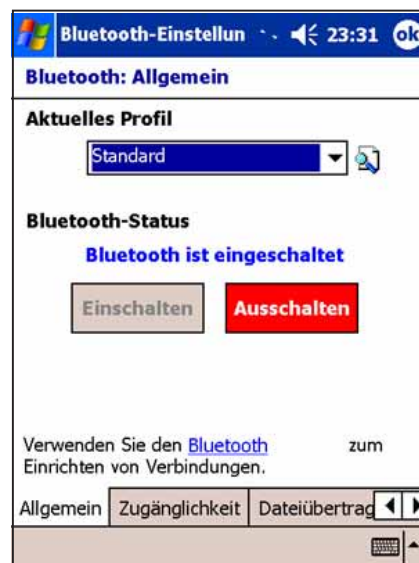 Bluetooth-Einstellun 23:31 ok
Bluetooth: Allgemein
Aktuelles Profil
Standard
Bluetooth-Status
Bluetooth ist eingeschaltet
Einschalten Ausschalten
Verwenden Sie den Bluetooth zum
Einrichten von Verbindungen.
Allgemein Zugänglichkeit Dateiübertrag